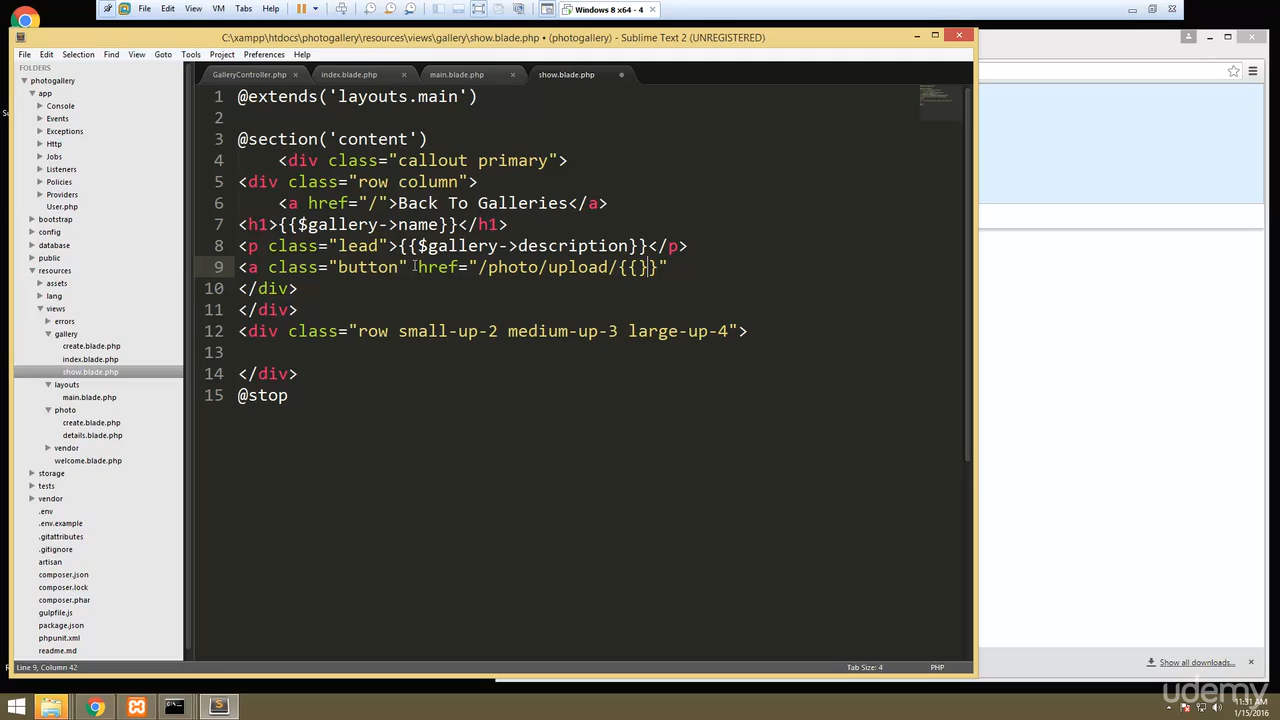 File Edit View VM Tabs Help
Windows 8 x64 - 4
C:\xampp\htdocs\photogallery\resources\views\gallery\show.blade.php • (photogallery) - Sublime Text 2 (UNREGISTERED)
File Edit Selection Find View Goto Tools Project Preferences Help
FOLDERS
photogallery
app
Console
Events
Exceptions
Http
Jobs
Listeners
Policies
Providers
User.php
bootstrap
config
database
public
resources
assets
lang
views
errors
gallery
create.blade.php
index.blade.php
show.blade.php
layouts
main.blade.php
photo
create.blade.php
details.blade.php
vendor
welcome.blade.php
storage
tests
vendor
.env
.env.example
.gitattributes
.gitignore
artisan
composer.json
composer.lock
composer.phar
gulpfile.js
package.json
phpunit.xml
readme.md
GalleryController.php
index.blade.php
main.blade.php
show.blade.php
1 @extends('layouts.main')
2
3 @section('content')
4 <div class="callout primary">
5 <div class="row column">
6 <a href="/">Back To Galleries</a>
7 <h1>{{$gallery->name}}</h1>
8 <p class="lead">{{$gallery->description}}</p>
9 <a class="button" href="/photo/upload/{{}}"
10 </div>
11 </div>
12 <div class="row small-up-2 medium-up-3 large-up-4">
13
14 </div>
15 @stop
Line 9, Column 42
Tab Size: 4
PHP
Show all downloads...
udemy
11:31 AM
1/15/2016